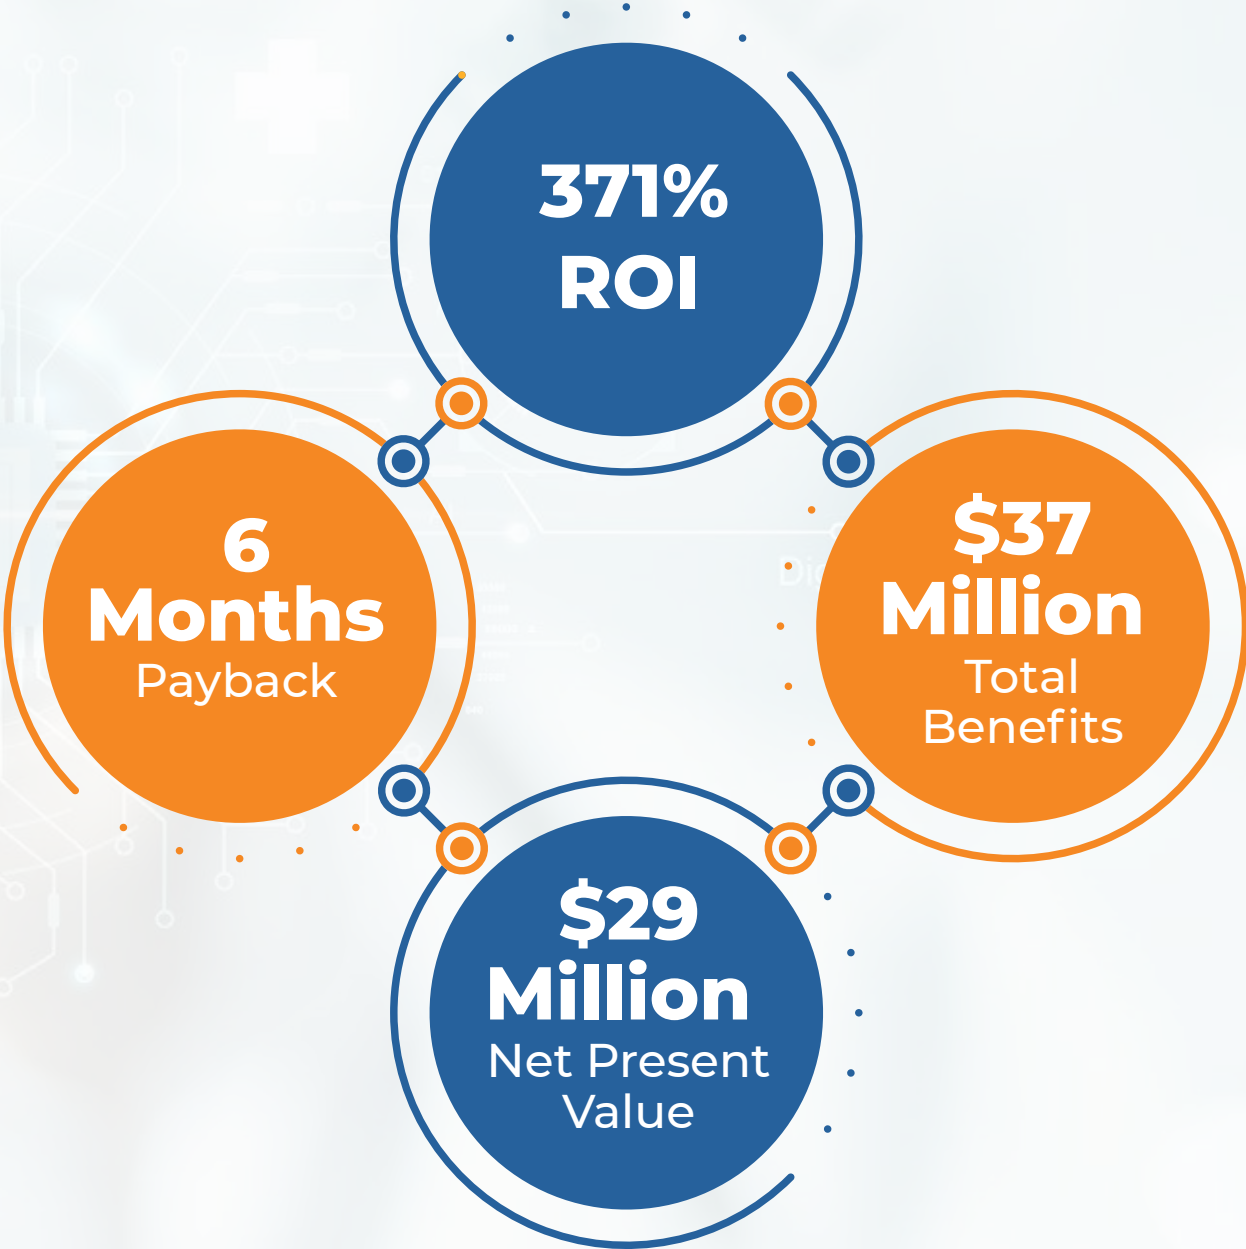 371%
ROI
6
Months
Payback
$37
Million
Total
Benefits
$29
Million
Net Present
Value